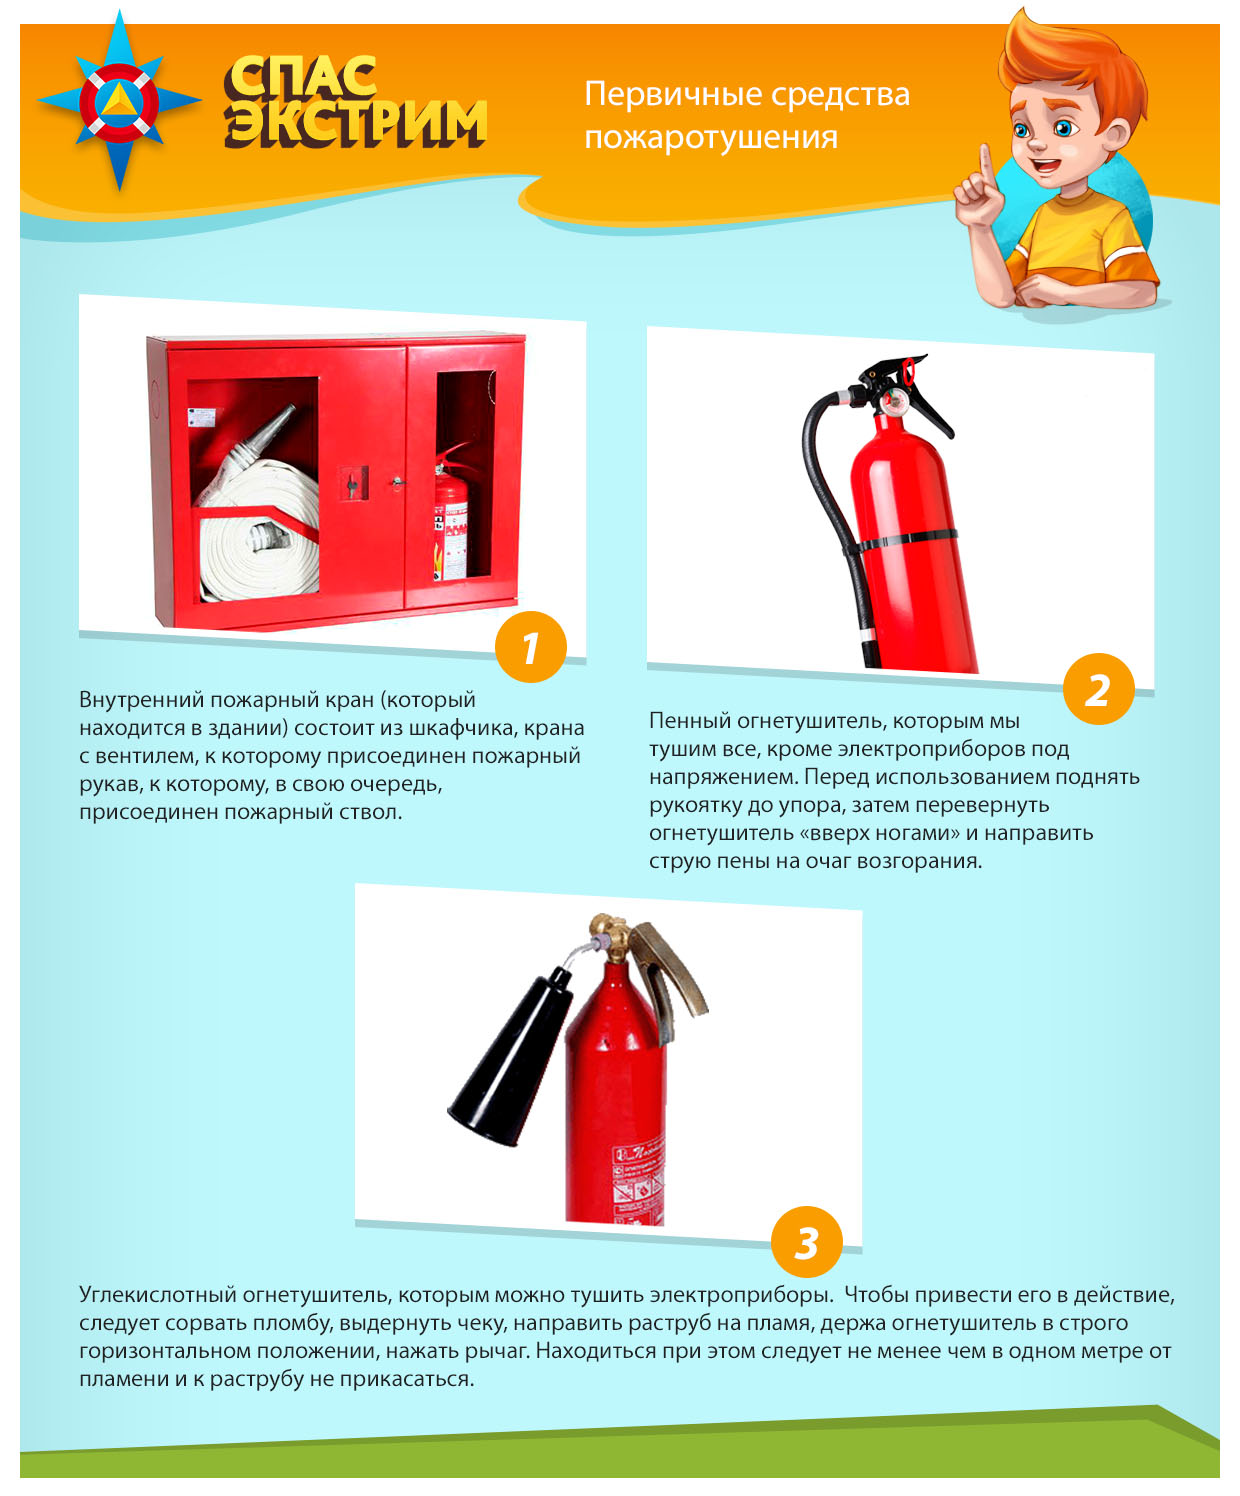 СПАС
ЭКСТРИМ
Первичные средства
пожаротушения
1
Внутренний пожарный кран (который
находится в здании) состоит из шкафчика, крана
с вентилем, к которому присоединен пожарный
рукав, к которому, в свою очередь,
присоединен пожарный ствол.
2
Пенный огнетушитель, которым мы
тушим все, кроме электроприборов под
напряжением. Перед использованием поднять
рукоятку до упора, затем перевернуть
огнетушитель «вверх ногами» и направить
струю пены на очаг возгорания.
3
Углекислотный огнетушитель, которым можно тушить электроприборы.  Чтобы привести его в действие,
следует сорвать пломбу, выдернуть чеку, направить раструб на пламя, держа огнетушитель в строго
горизонтальном положении, нажать рычаг. Находиться при этом следует не менее чем в одном метре от
пламени и к раструбу не прикасаться.